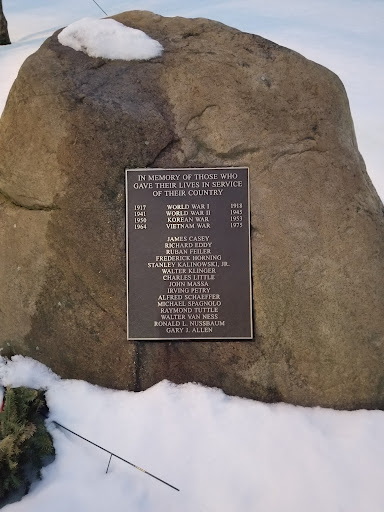 IN MEMORY OF THOSE WHO
GAVE THEIR LIVES IN SERVICE
OF THEIR COUNTRY
1917 WORLD WAR I 1918
1941 WORLD WAR II 1945
1950 KOREAN WAR 1953
1964 VIETNAM WAR 1975
JAMES CASEY
RICHARD EDDY
RUBAN FEILER
FREDERICK HORNING
STANLEY KALINOWSKI, JR.
WALTER KLINGER
CHARLES LITTLE
JOHN MASSA
IRVING PETRY
ALFRED SCHAEFFER
MICHAEL SPAGNOLO
RAYMOND TUTTLE
WALTER VAN NESS
RONALD L. NUSSBAUM
GARY J. ALLEN